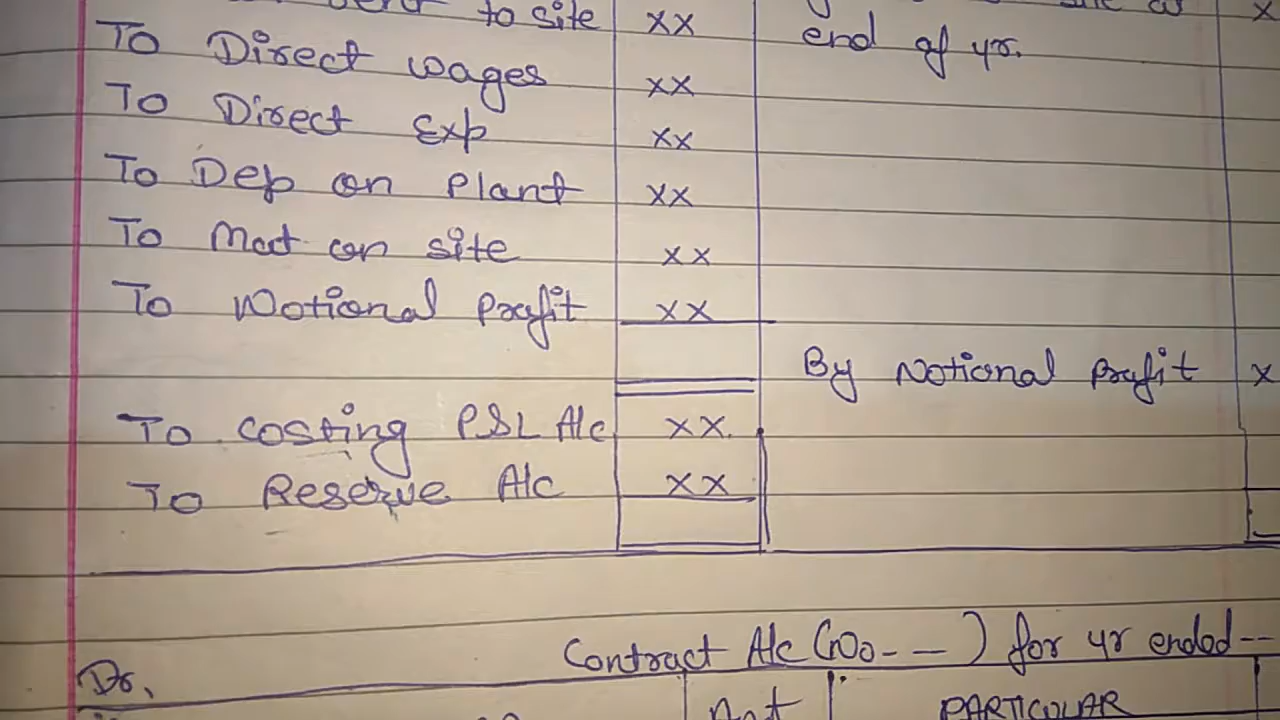 to site xx
end of yr.
To Direct wages xx
To Direct Exp xx
To Dep on Plant xx
To Mat on site xx
To Notional Profit xx
By Notional Profit x
To Costing P&L A/c xx.
To Reserve A/c xx
Contract A/c (NO- - ) for yr ended--
Dr.
Amt PARTICULAR